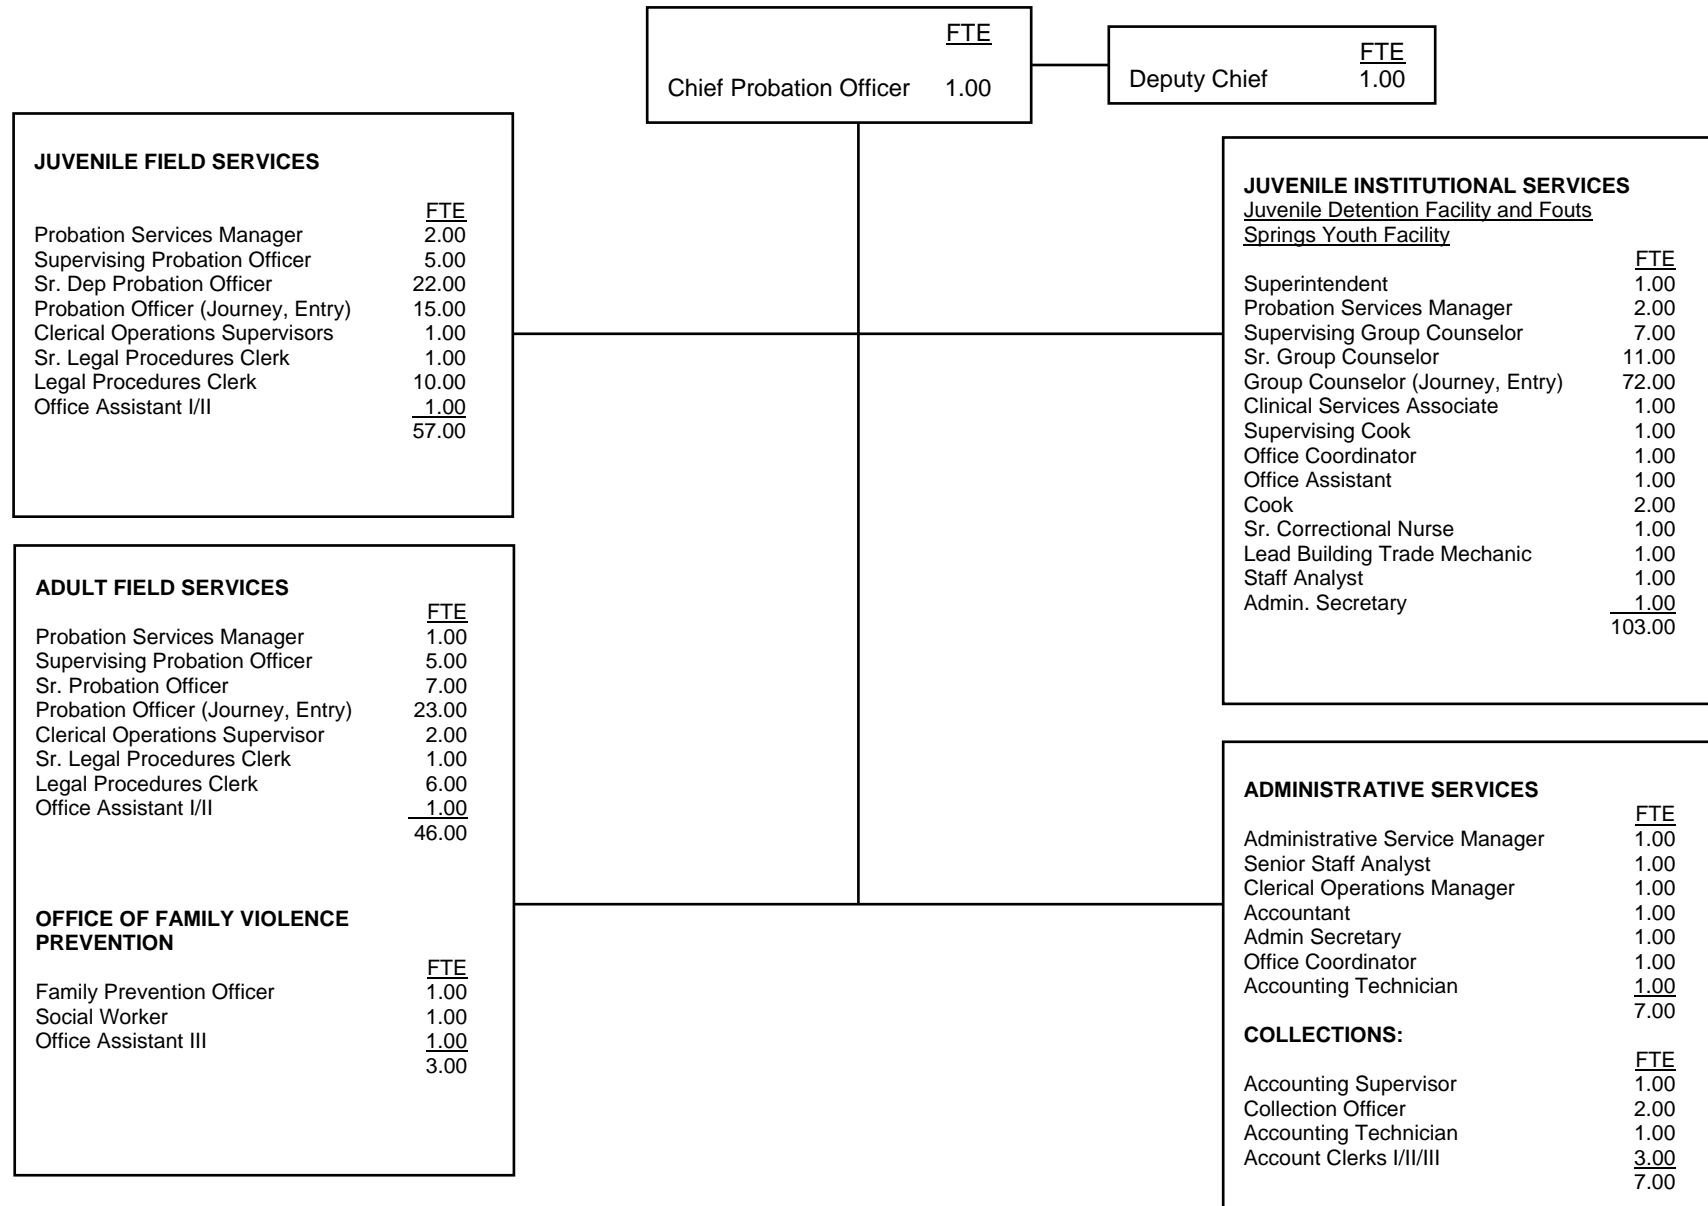 FTE
Chief Probation Officer 1.00
FTE
Deputy Chief 1.00
JUVENILE FIELD SERVICES
FTE
Probation Services Manager 2.00
Supervising Probation Officer 5.00
Sr. Dep Probation Officer 22.00
Probation Officer (Journey, Entry) 15.00
Clerical Operations Supervisors 1.00
Sr. Legal Procedures Clerk 1.00
Legal Procedures Clerk 10.00
Office Assistant I/II 1.00
57.00
JUVENILE INSTITUTIONAL SERVICES
Juvenile Detention Facility and Fouts
Springs Youth Facility
FTE
Superintendent 1.00
Probation Services Manager 2.00
Supervising Group Counselor 7.00
Sr. Group Counselor 11.00
Group Counselor (Journey, Entry) 72.00
Clinical Services Associate 1.00
Supervising Cook 1.00
Office Coordinator 1.00
Office Assistant 1.00
Cook 2.00
Sr. Correctional Nurse 1.00
Lead Building Trade Mechanic 1.00
Staff Analyst 1.00
Admin. Secretary 1.00
103.00
ADULT FIELD SERVICES
FTE
Probation Services Manager 1.00
Supervising Probation Officer 5.00
Sr. Probation Officer 7.00
Probation Officer (Journey, Entry) 23.00
Clerical Operations Supervisor 2.00
Sr. Legal Procedures Clerk 1.00
Legal Procedures Clerk 6.00
Office Assistant I/II 1.00
46.00
OFFICE OF FAMILY VIOLENCE
PREVENTION
FTE
Family Prevention Officer 1.00
Social Worker 1.00
Office Assistant III 1.00
3.00
ADMINISTRATIVE SERVICES
FTE
Administrative Service Manager 1.00
Senior Staff Analyst 1.00
Clerical Operations Manager 1.00
Accountant 1.00
Admin Secretary 1.00
Office Coordinator 1.00
Accounting Technician 1.00
7.00
COLLECTIONS:
FTE
Accounting Supervisor 1.00
Collection Officer 2.00
Accounting Technician 1.00
Account Clerks I/II/III 3.00
7.00